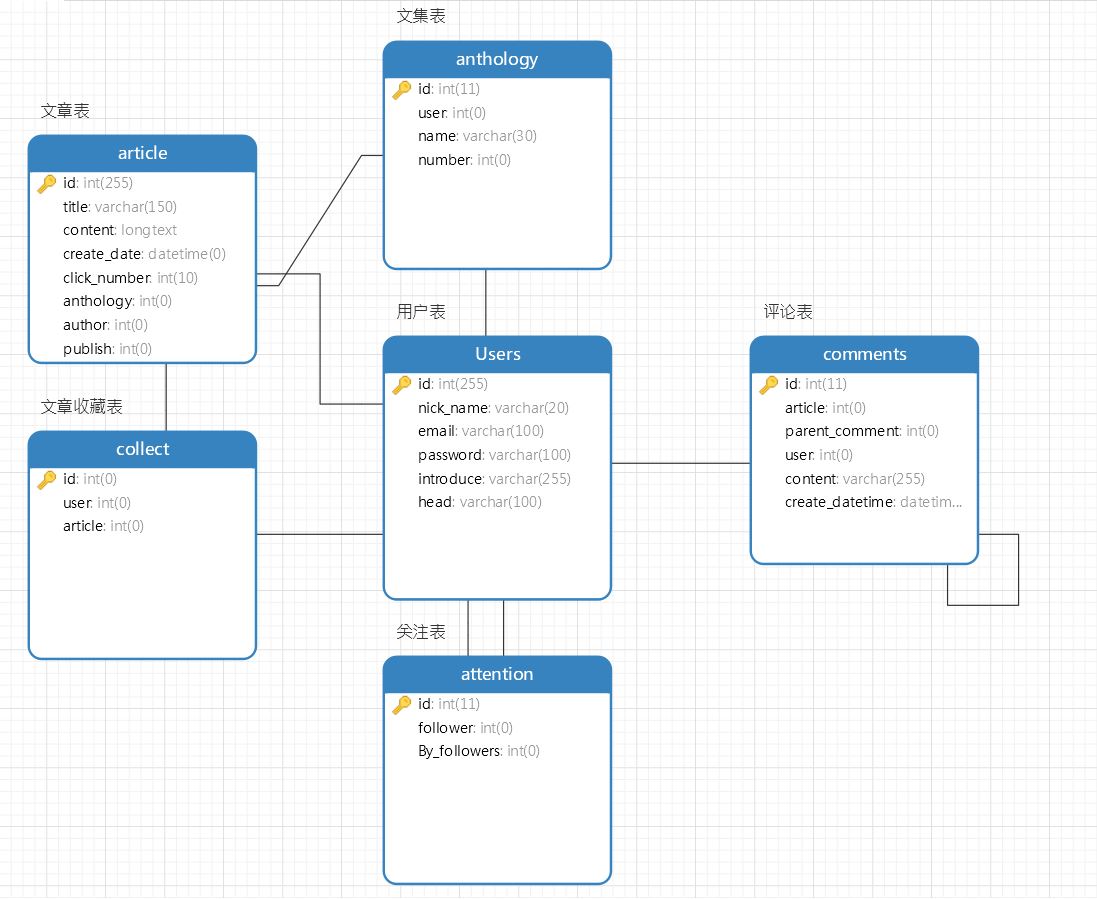 文集表
anthology
id: int(11)
user: int(0)
name: varchar(30)
number: int(0)
文章表
article
id: int(255)
title: varchar(150)
content: longtext
create_date: datetime(0)
click_number: int(10)
anthology: int(0)
author: int(0)
publish: int(0)
用户表
Users
id: int(255)
nick_name: varchar(20)
email: varchar(100)
password: varchar(100)
introduce: varchar(255)
head: varchar(100)
评论表
comments
id: int(11)
article: int(0)
parent_comment: int(0)
user: int(0)
content: varchar(255)
create_datetime: datetim...
文章收藏表
collect
id: int(0)
user: int(0)
article: int(0)
关注表
attention
id: int(11)
follower: int(0)
By_followers: int(0)